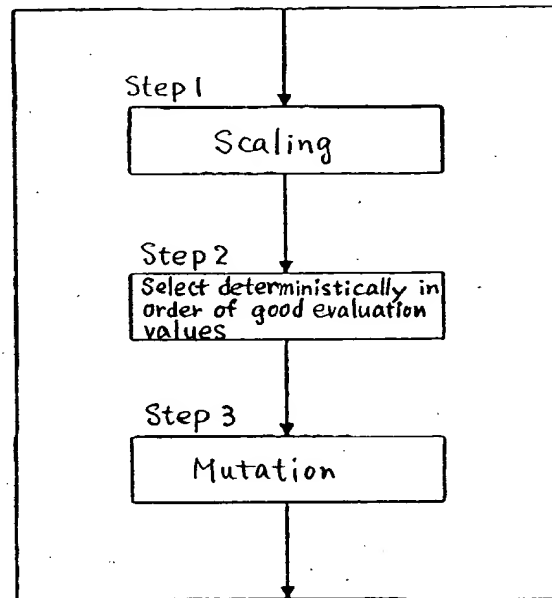 Step 1
Scaling
Step 2
Select deterministically in
order of good evaluation
values
Step 3
Mutation